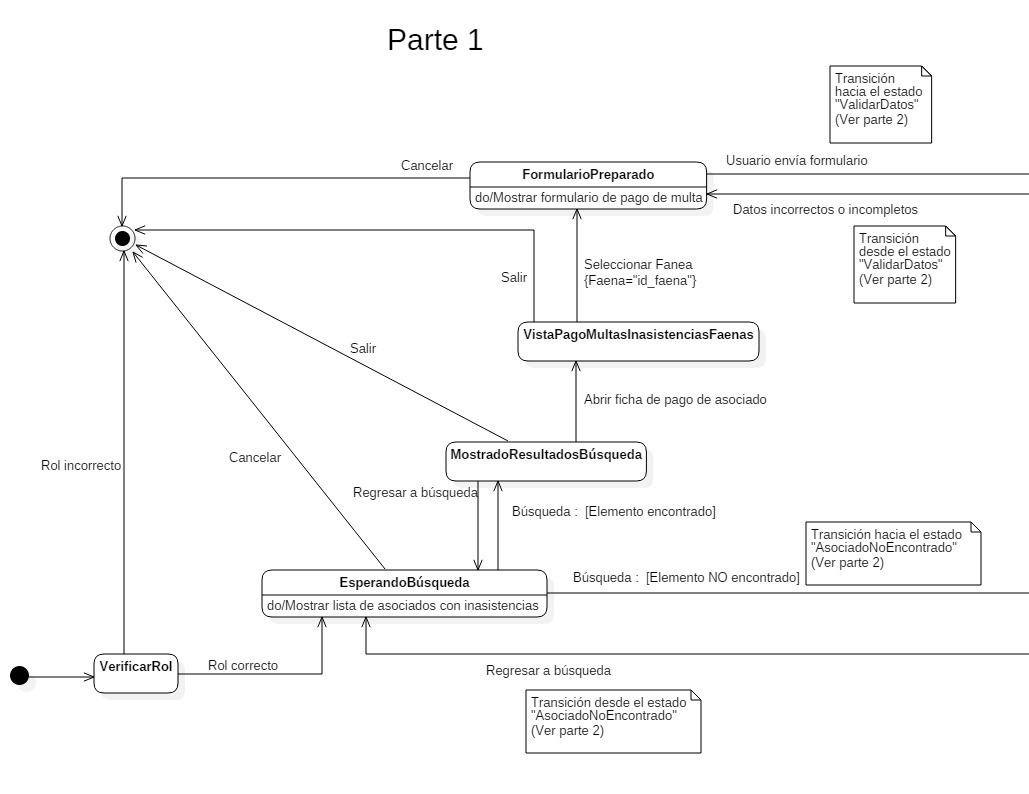 Parte 1
Transición
hacia el estado
"ValidarDatos"
(Ver parte 2)
Cancelar
FormularioPreparado
do/Mostrar formulario de pago de multa
Usuario envía formulario
Datos incorrectos o incompletos
Transición
desde el estado
"ValidarDatos"
(Ver parte 2)
Salir
Seleccionar Fanea
{Faena="id_faena"}
VistaPagoMultasInasistenciasFaenas
Salir
Abrir ficha de pago de asociado
MostradoResultadosBúsqueda
Rol incorrecto
Cancelar
Regresar a búsqueda
Búsqueda :  [Elemento encontrado]
Transición hacia el estado
"AsociadoNoEncontrado"
(Ver parte 2)
EsperandoBúsqueda
do/Mostrar lista de asociados con inasistencias
Búsqueda :  [Elemento NO encontrado]
VerificarRol
Rol correcto
Regresar a búsqueda
Transición desde el estado
"AsociadoNoEncontrado"
(Ver parte 2)